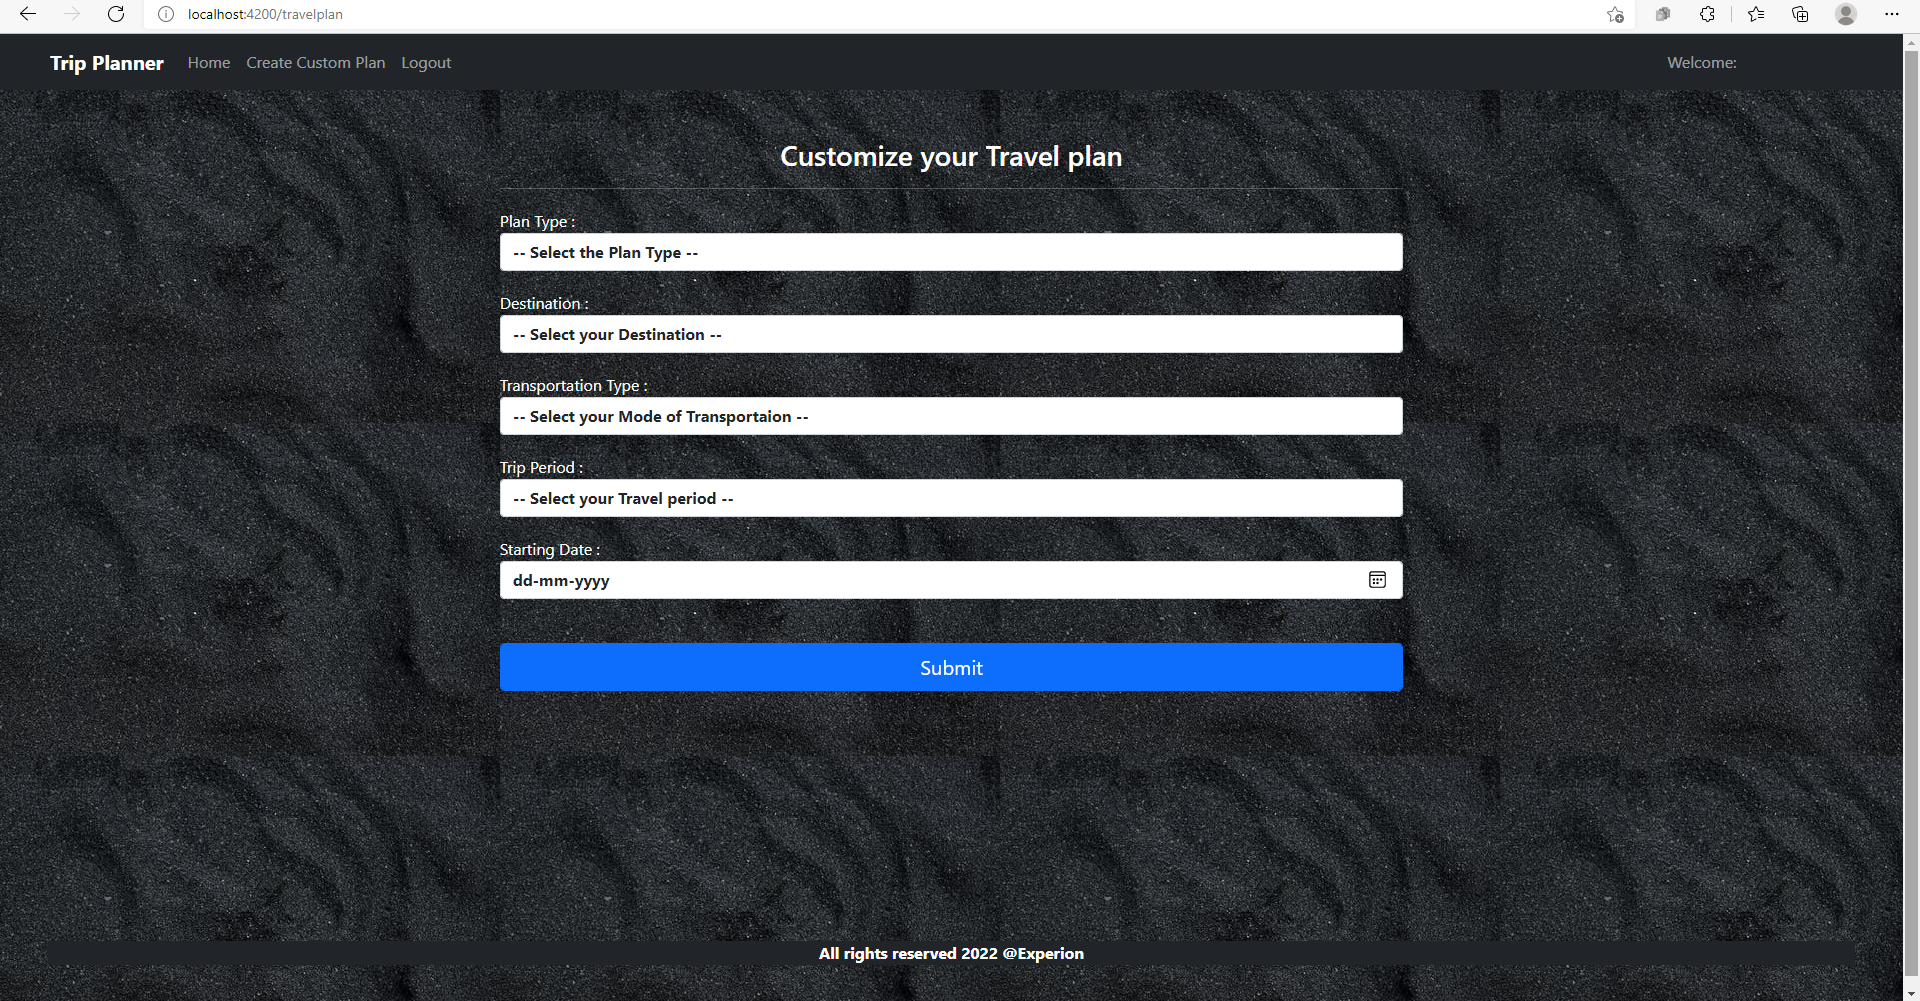 localhost:4200/travelplan
Trip Planner Home Create Custom Plan Logout Welcome:
Customize your Travel plan
Plan Type :
-- Select the Plan Type --
Destination :
-- Select your Destination --
Transportation Type :
-- Select your Mode of Transportaion --
Trip Period :
-- Select your Travel period --
Starting Date :
dd-mm-yyyy
Submit
All rights reserved 2022 @Experion